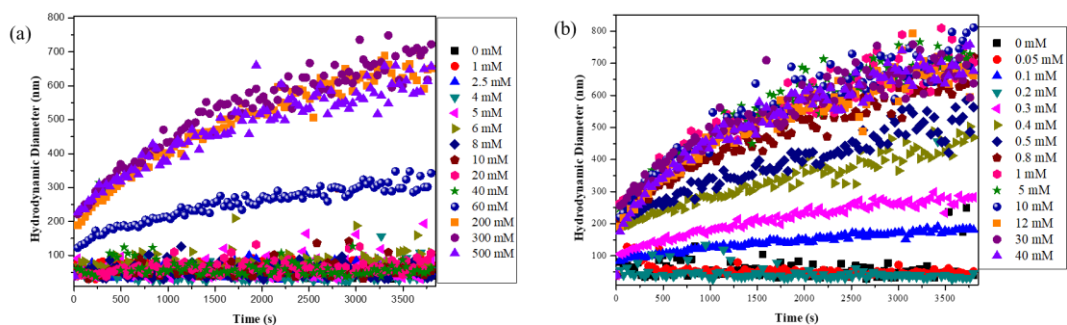 (a)
Hydrodynamic Diameter (nm)
800
700
600
500
400
300
200
100
0
500
1000
1500
2000
2500
3000
3500
Time (s)
0 mM
1 mM
2.5 mM
4 mM
5 mM
6 mM
8 mM
10 mM
20 mM
40 mM
60 mM
200 mM
300 mM
500 mM
(b)
Hydrodynamic Diameter (nm)
800
700
600
500
400
300
200
100
0
500
1000
1500
2000
2500
3000
3500
Time (s)
0 mM
0.05 mM
0.1 mM
0.2 mM
0.3 mM
0.4 mM
0.5 mM
0.8 mM
1 mM
5 mM
10 mM
12 mM
30 mM
40 mM